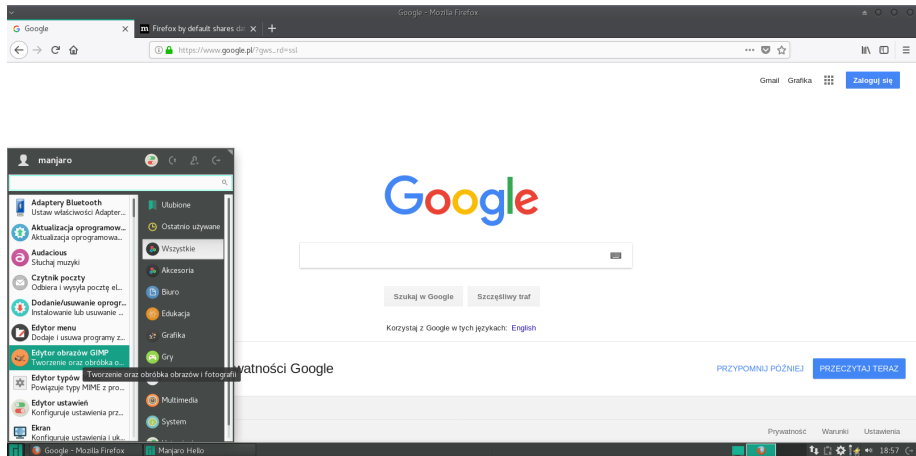 Google - Mozilla Firefox
Google
Firefox by default shares dat
https://www.google.pl/?gws_rd=ssl
Gmail Grafika
Zaloguj się
manjaro
Adaptery Bluetooth
Ustaw właściwości Adapter...
Aktualizacja oprogramow...
Aktualizacja oprogramowa...
Audacious
Słuchaj muzyki
Czytnik poczty
Odbiera i wysyła pocztę el...
Dodanie/usuwanie oprogr...
Instalowanie lub usuwanie ...
Edytor menu
Dodaje i usuwa programy z...
Edytor obrazów GIMP
Tworzenie oraz obróbka o...
Edytor typów
Powiązuje typy MIME z pro...
Edytor ustawień
Konfiguruje ustawienia prz...
Ekran
Konfiguruje ustawienia i uk...
Ulubione
Ostatnio używane
Wszystkie
Akcesoria
Biuro
Edukacja
Grafika
Gry
Multimedia
System
Tworzenie oraz obróbka obrazów i fotografii
Google
Szukaj w Google
Szczęśliwy traf
Korzystaj z Google w tych językach: English
watności Google
PRZYPOMNIJ PÓŹNIEJ
PRZECZYTAJ TERAZ
Prywatność Warunki Ustawienia
Google - Mozilla Firefox
Manjaro Hello
18:57